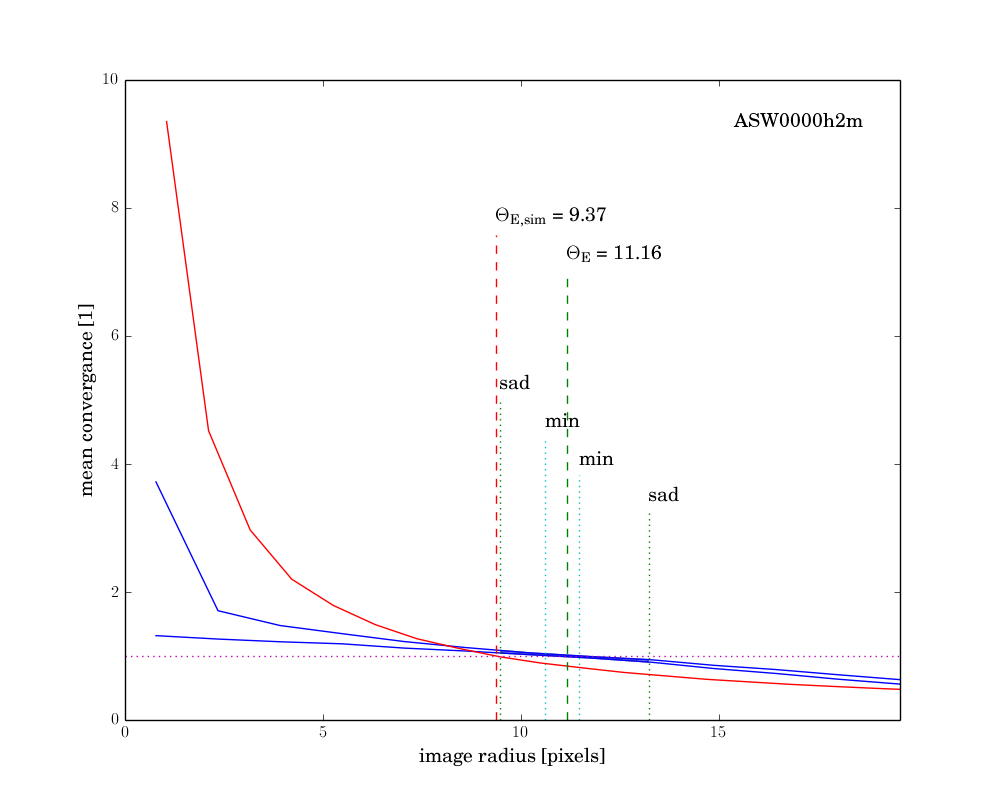 10
8
6
4
2
0
0
5
10
15
mean convergance [1]
image radius [pixels]
ASW0000h2m
Θ_E,sim = 9.37
Θ_E = 11.16
sad
min
min
sad